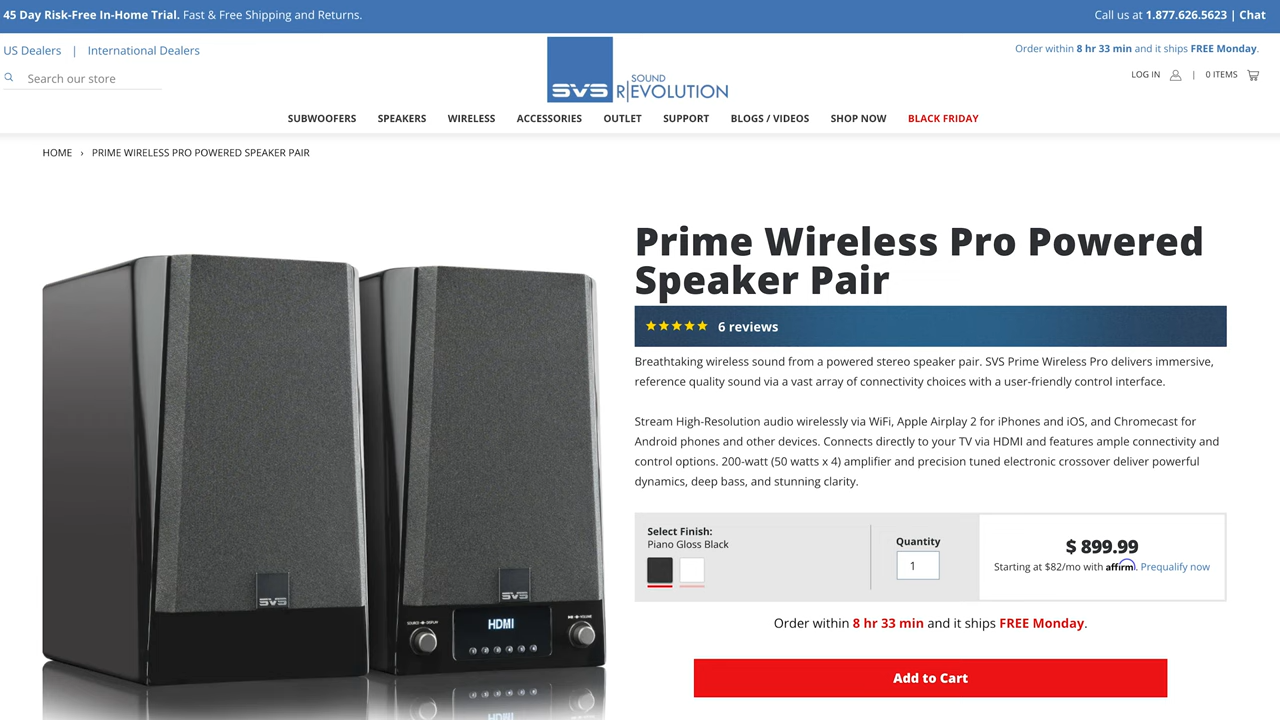 45 Day Risk-Free In-Home Trial. Fast & Free Shipping and Returns.
Call us at 1.877.626.5623 | Chat
US Dealers | International Dealers
Order within 8 hr 33 min and it ships FREE Monday.
Search our store
SVS SOUND R|EVOLUTION
LOG IN | 0 ITEMS
SUBWOOFERS SPEAKERS WIRELESS ACCESSORIES OUTLET SUPPORT BLOGS / VIDEOS SHOP NOW BLACK FRIDAY
HOME › PRIME WIRELESS PRO POWERED SPEAKER PAIR
Prime Wireless Pro Powered
Speaker Pair
6 reviews
Breathtaking wireless sound from a powered stereo speaker pair. SVS Prime Wireless Pro delivers immersive,
reference quality sound via a vast array of connectivity choices with a user-friendly control interface.
Stream High-Resolution audio wirelessly via WiFi, Apple Airplay 2 for iPhones and iOS, and Chromecast for
Android phones and other devices. Connects directly to your TV via HDMI and features ample connectivity and
control options. 200-watt (50 watts x 4) amplifier and precision tuned electronic crossover deliver powerful
dynamics, deep bass, and stunning clarity.
Select Finish:
Piano Gloss Black
Quantity
1
$ 899.99
Starting at $82/mo with affirm. Prequalify now
Order within 8 hr 33 min and it ships FREE Monday.
Add to Cart
SVS
SVS
SOURCE DISPLAY
HDMI
VOLUME